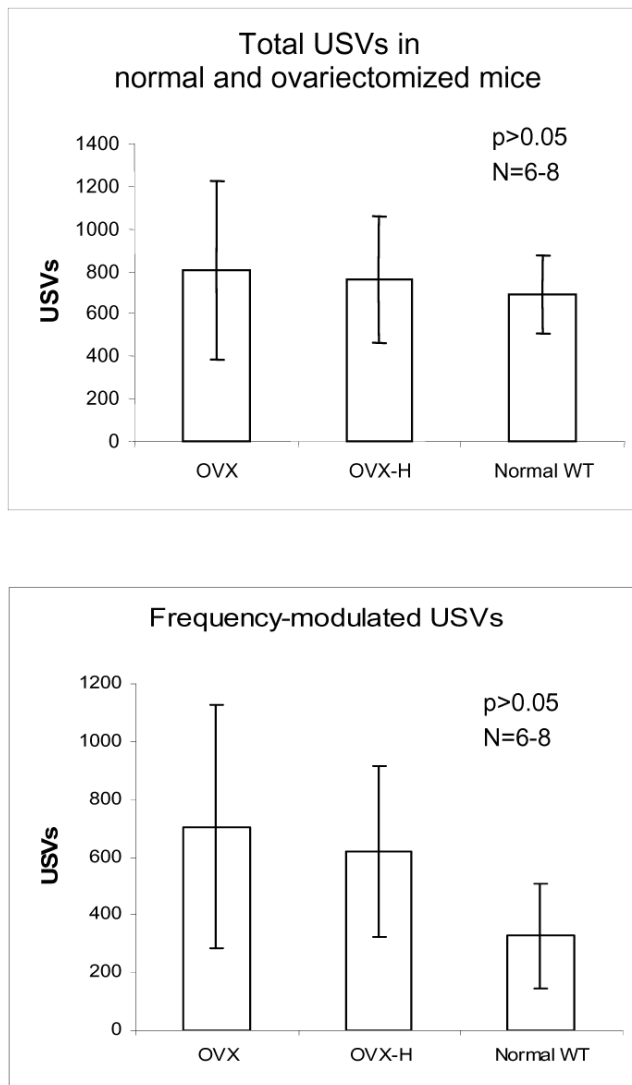 Total USVs in
normal and ovariectomized mice
p>0.05
N=6-8
1400
1200
1000
800
600
400
200
0
USVs
OVX
OVX-H
Normal WT
Frequency-modulated USVs
p>0.05
N=6-8
1200
1000
800
600
400
200
0
USVs
OVX
OVX-H
Normal WT